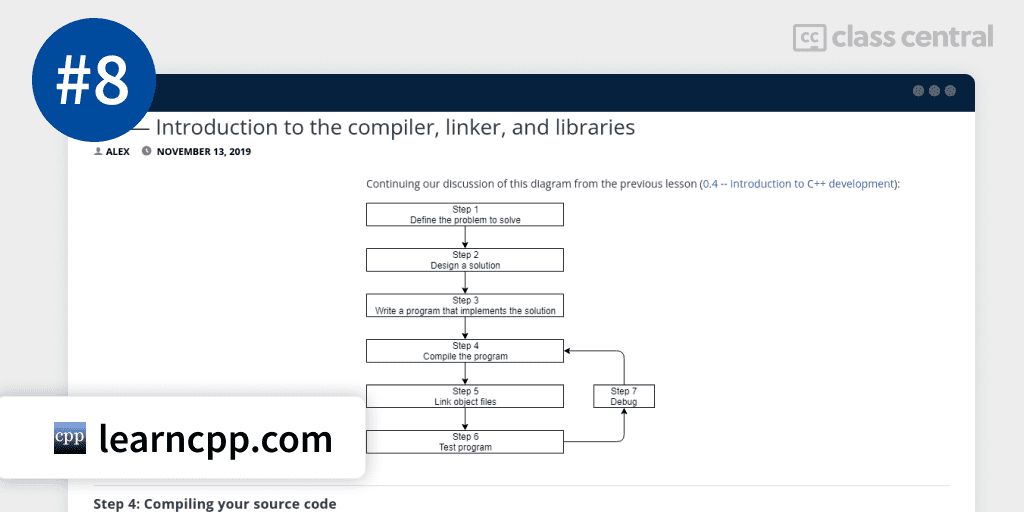 #8
cc class central
— Introduction to the compiler, linker, and libraries
ALEX NOVEMBER 13, 2019
Continuing our discussion of this diagram from the previous lesson (0.4 -- Introduction to C++ development):
Step 1
Define the problem to solve
Step 2
Design a solution
Step 3
Write a program that implements the solution
Step 4
Compile the program
Step 5
Link object files
Step 7
Debug
Step 6
Test program
cpp learncpp.com
Step 4: Compiling your source code